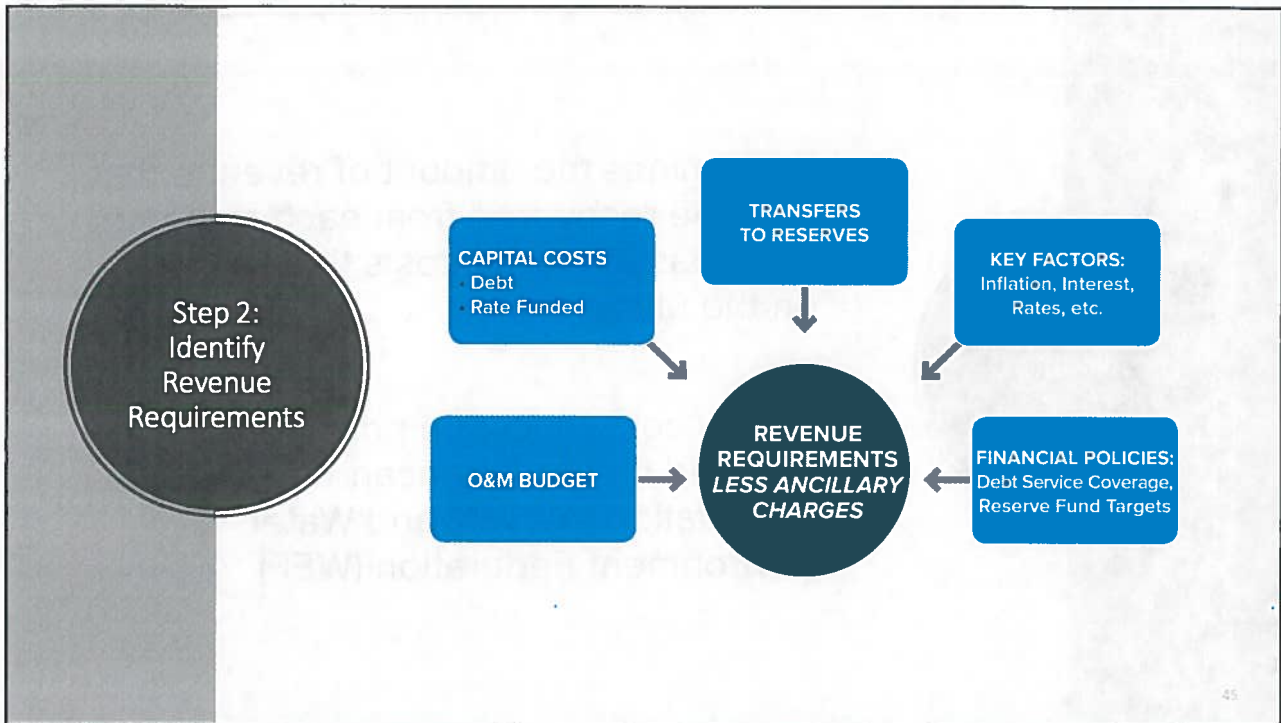 Step 2:
Identify
Revenue
Requirements
CAPITAL COSTS
• Debt
• Rate Funded
TRANSFERS
TO RESERVES
KEY FACTORS:
Inflation, Interest,
Rates, etc.
O&M BUDGET
REVENUE
REQUIREMENTS
LESS ANCILLARY
CHARGES
FINANCIAL POLICIES:
Debt Service Coverage,
Reserve Fund Targets
45